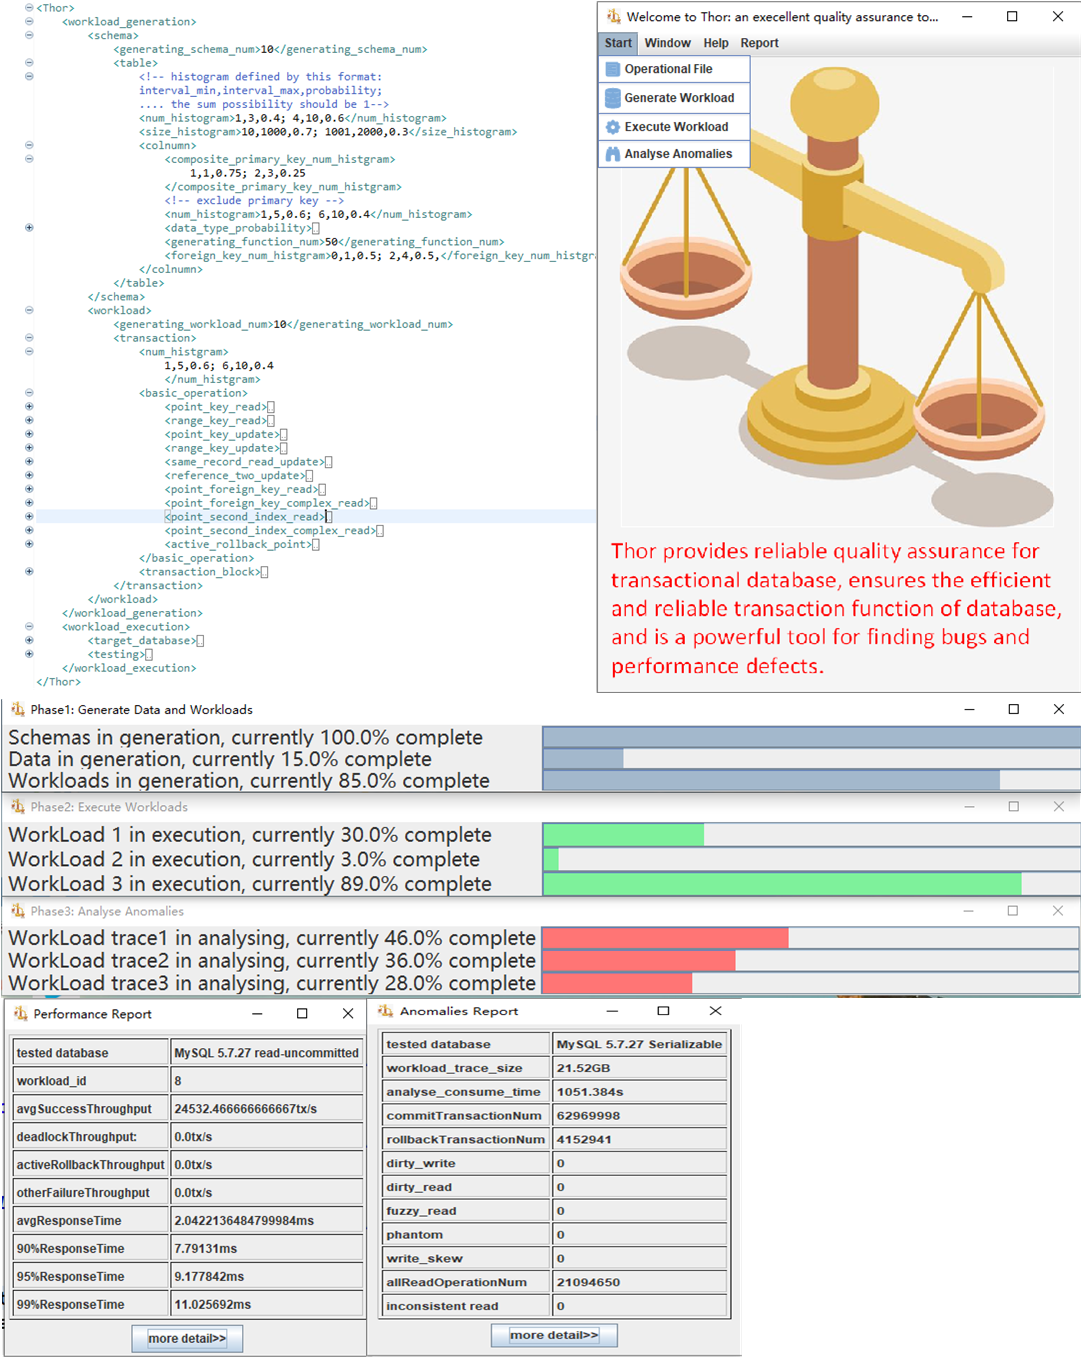 <Thor>
<workload_generation>
<schema>
<generating_schema_num>10</generating_schema_num>
<table>
<!-- histogram defined by this format:
interval_min,interval_max,probability;
.... the sum possibility should be 1-->
<num_histogram>1,3,0.4; 4,10,0.6</num_histogram>
<size_histogram>10,1000,0.7; 1001,2000,0.3</size_histogram>
<colnumn>
<composite_primary_key_num_histgram>
1,1,0.75; 2,3,0.25
</composite_primary_key_num_histgram>
<!-- exclude primary key -->
<num_histogram>1,5,0.6; 6,10,0.4</num_histogram>
<data_type_probability>
<generating_function_num>50</generating_function_num>
<foreign_key_num_histgram>0,1,0.5; 2,4,0.5,</foreign_key_num_histgra
</colnumn>
</table>
</schema>
<workload>
<generating_workload_num>10</generating_workload_num>
<transaction>
<num_histgram>
1,5,0.6; 6,10,0.4
</num_histgram>
<basic_operation>
<point_key_read>
<range_key_read>
<point_key_update>
<range_key_update>
<same_record_read_update>
<reference_two_update>
<point_foreign_key_read>
<point_foreign_key_complex_read>
<point_second_index_read>
<point_second_index_complex_read>
<active_rollback_point>
</basic_operation>
<transaction_block>
</transaction>
</workload>
</workload_generation>
<workload_execution>
<target_database>
<testing>
</workload_execution>
</Thor>
Welcome to Thor: an execellent quality assurance to...
Start Window Help Report
Operational File
Generate Workload
Execute Workload
Analyse Anomalies
Thor provides reliable quality assurance for
transactional database, ensures the efficient
and reliable transaction function of database,
and is a powerful tool for finding bugs and
performance defects.
Phase1: Generate Data and Workloads
Schemas in generation, currently 100.0% complete
Data in generation, currently 15.0% complete
Workloads in generation, currently 85.0% complete
Phase2: Execute Workloads
WorkLoad 1 in execution, currently 30.0% complete
WorkLoad 2 in execution, currently 3.0% complete
WorkLoad 3 in execution, currently 89.0% complete
Phase3: Analyse Anomalies
WorkLoad trace1 in analysing, currently 46.0% complete
WorkLoad trace2 in analysing, currently 36.0% complete
WorkLoad trace3 in analysing, currently 28.0% complete
Performance Report
tested database MySQL 5.7.27 read-uncommitted
workload_id 8
avgSuccessThroughput 24532.466666666667tx/s
deadlockThroughput: 0.0tx/s
activeRollbackThroughput 0.0tx/s
otherFailureThroughput 0.0tx/s
avgResponseTime 2.0422136484799984ms
90%ResponseTime 7.79131ms
95%ResponseTime 9.177842ms
99%ResponseTime 11.025692ms
more detail>>
Anomalies Report
tested database MySQL 5.7.27 Serializable
workload_trace_size 21.52GB
analyse_consume_time 1051.384s
commitTransactionNum 62969998
rollbackTransactionNum 4152941
dirty_write 0
dirty_read 0
fuzzy_read 0
phantom 0
write_skew 0
allReadOperationNum 21094650
inconsistent read 0
more detail>>